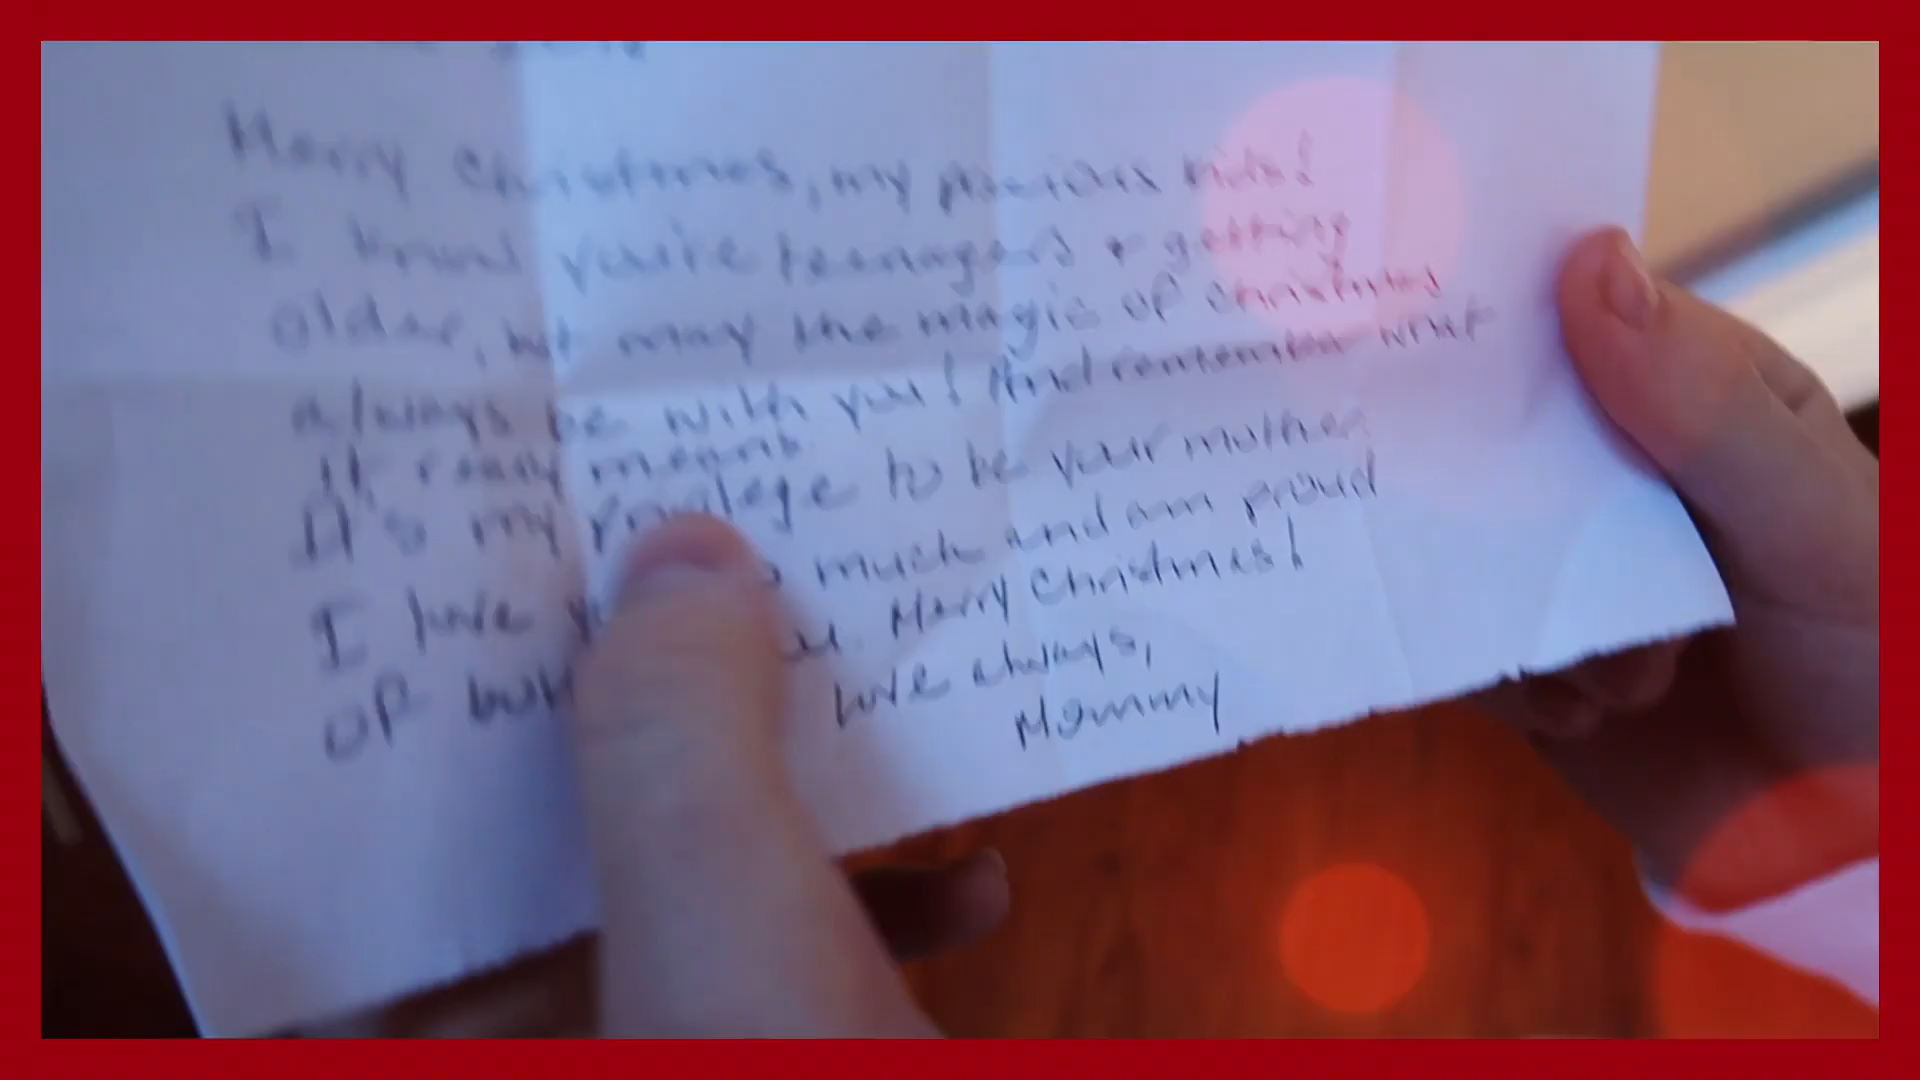 Merry Christmas, my precious kids!
I know you're teenagers + getting
older, but may the magic of Christmas
always be with you! And remember what
it really means.
It's my privilege to be your mother.
I love much and am proud
of both Merry Christmas!
Love always,
Mommy